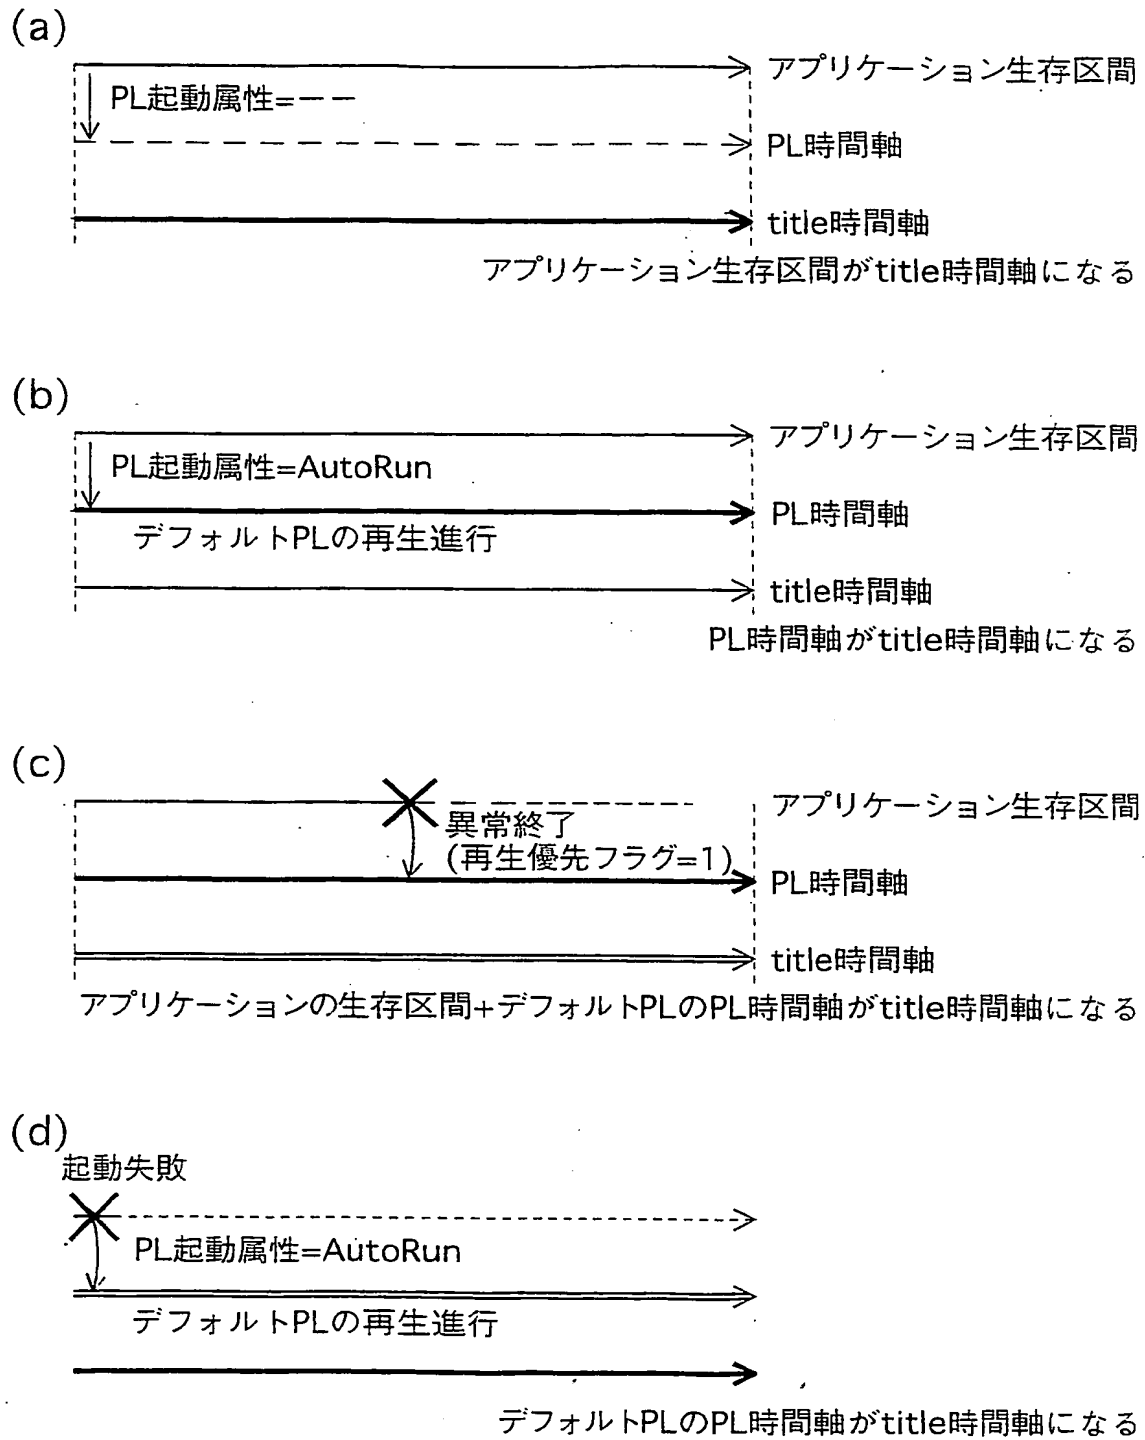 (a)
アプリケーション生存区間
PL起動属性=ーー
PL時間軸
title時間軸
アプリケーション生存区間がtitle時間軸になる
(b)
アプリケーション生存区間
PL起動属性=AutoRun
PL時間軸
デフォルトPLの再生進行
title時間軸
PL時間軸がtitle時間軸になる
(c)
アプリケーション生存区間
異常終了
(再生優先フラグ=1)
PL時間軸
title時間軸
アプリケーションの生存区間+デフォルトPLのPL時間軸がtitle時間軸になる
(d)
起動失敗
PL起動属性=AutoRun
デフォルトPLの再生進行
デフォルトPLのPL時間軸がtitle時間軸になる